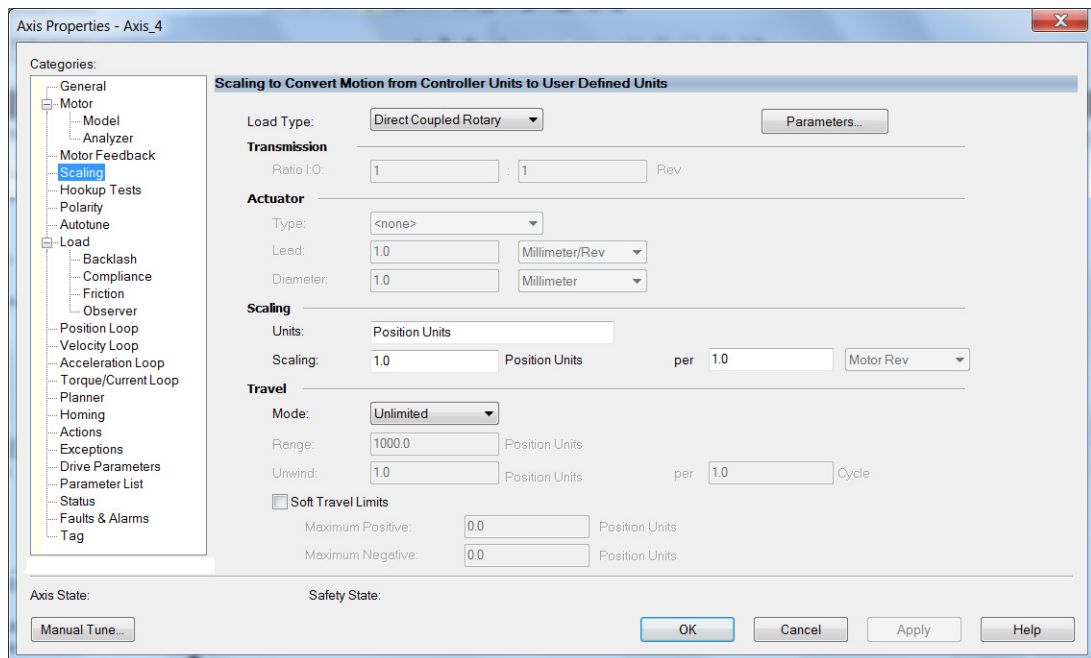 Axis Properties - Axis_4
Categories:
General
Motor
Model
Analyzer
Motor Feedback
Scaling
Hookup Tests
Polarity
Autotune
Load
Backlash
Compliance
Friction
Observer
Position Loop
Velocity Loop
Acceleration Loop
Torque/Current Loop
Planner
Homing
Actions
Exceptions
Drive Parameters
Parameter List
Status
Faults & Alarms
Tag
Scaling to Convert Motion from Controller Units to User Defined Units
Load Type: Direct Coupled Rotary Parameters...
Transmission
Ratio I:O: 1 : 1 Rev
Actuator
Type: <none>
Lead: 1.0 Millimeter/Rev
Diameter: 1.0 Millimeter
Scaling
Units: Position Units
Scaling: 1.0 Position Units per 1.0 Motor Rev
Travel
Mode: Unlimited
Range: 1000.0 Position Units
Unwind: 1.0 Position Units per 1.0 Cycle
Soft Travel Limits
Maximum Positive: 0.0 Position Units
Maximum Negative: 0.0 Position Units
Axis State: Safety State:
Manual Tune... OK Cancel Apply Help